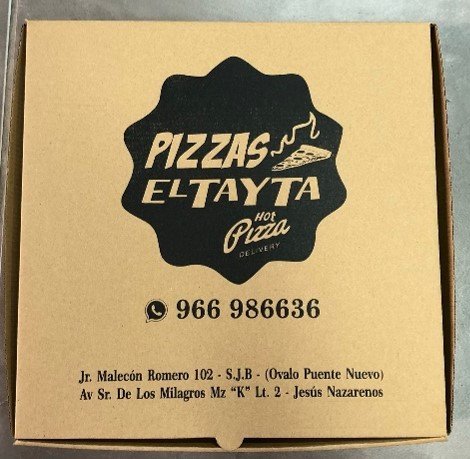 PIZZAS
EL TAYTA
HOt
Pizza
DELIVERY
966 986636
Jr. Malecón Romero 102 - S.J.B - (Ovalo Puente Nuevo)
Av Sr. De Los Milagros Mz "K" Lt. 2 - Jesús Nazarenos